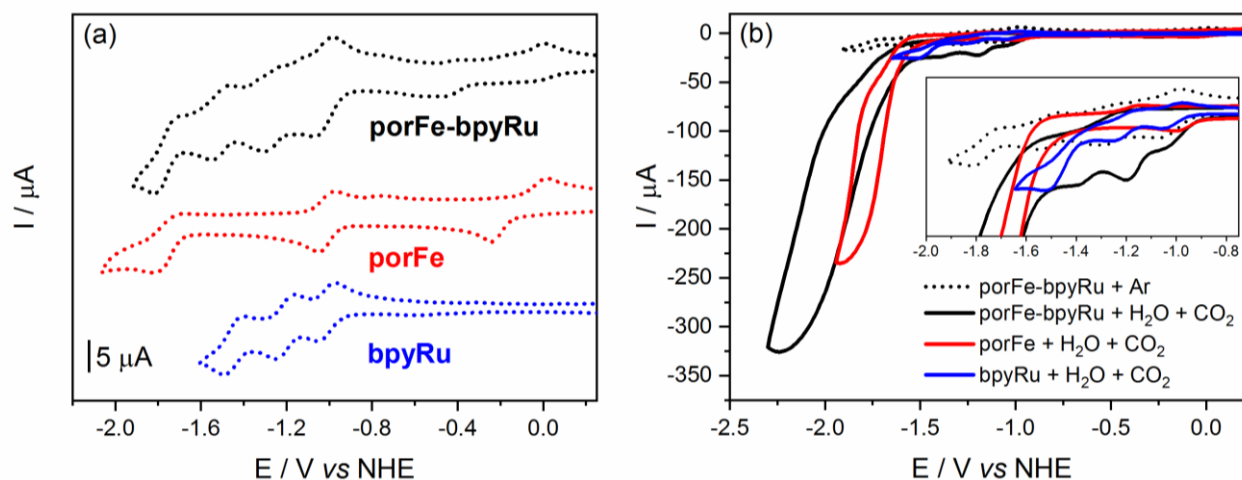 (a)
porFe-bpyRu
porFe
bpyRu
5 μA
I / μA
-2.0 -1.6 -1.2 -0.8 -0.4 0.0
E / V vs NHE
(b)
0
-50
-100
-150
-200
-250
-300
-350
I / μA
-2.0 -1.8 -1.6 -1.4 -1.2 -1.0 -0.8
porFe-bpyRu + Ar
porFe-bpyRu + H₂O + CO₂
porFe + H₂O + CO₂
bpyRu + H₂O + CO₂
-2.5 -2.0 -1.5 -1.0 -0.5 0.0
E / V vs NHE